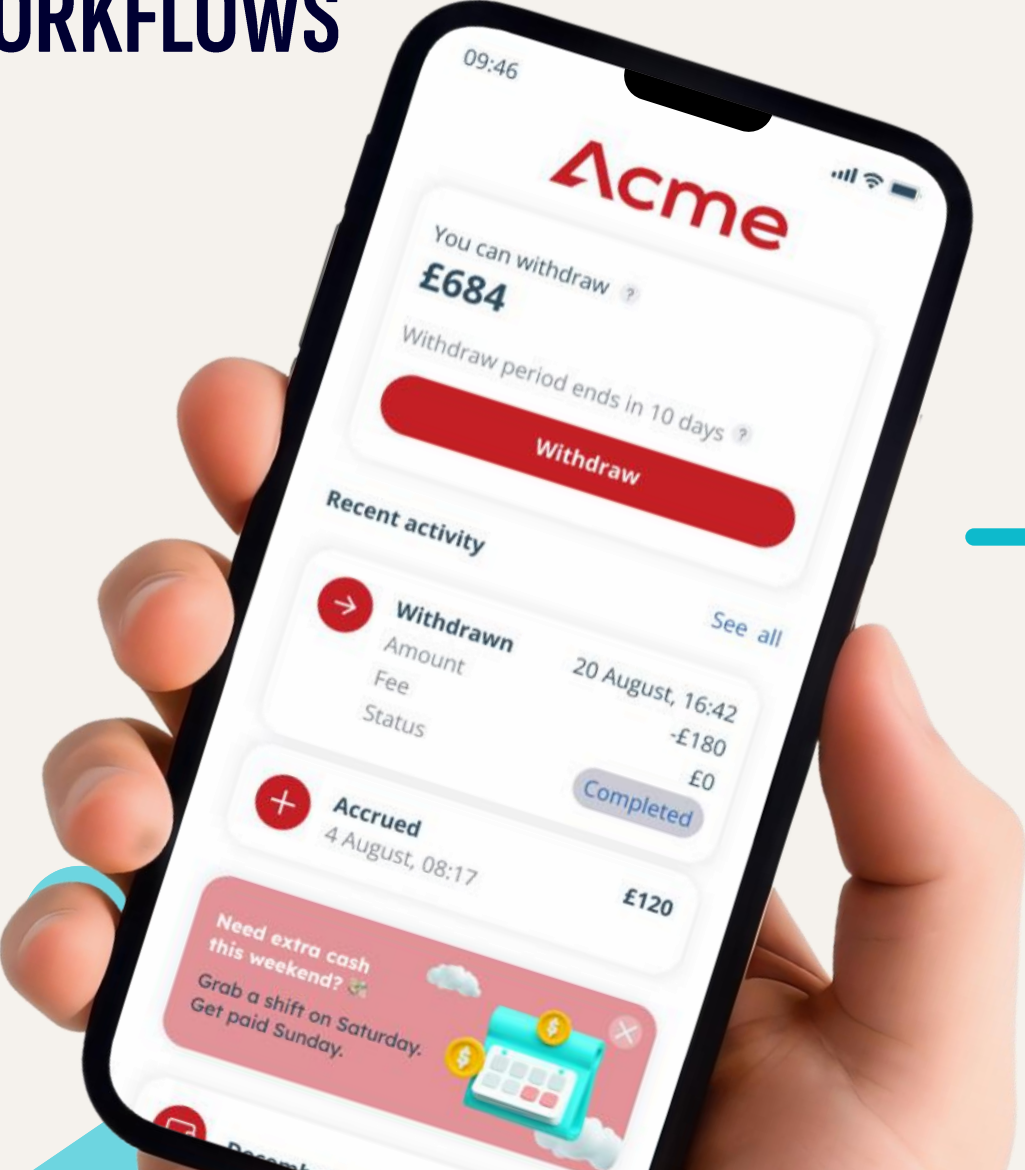 ORKFLOWS
09:46
Acme
You can withdraw ?
£684
Withdraw period ends in 10 days ?
Withdraw
Recent activity
See all
Withdrawn 20 August, 16:42
Amount -£180
Fee £0
Status Completed
Accrued
4 August, 08:17 £120
Need extra cash
this weekend?
Grab a shift on Saturday.
Get paid Sunday.